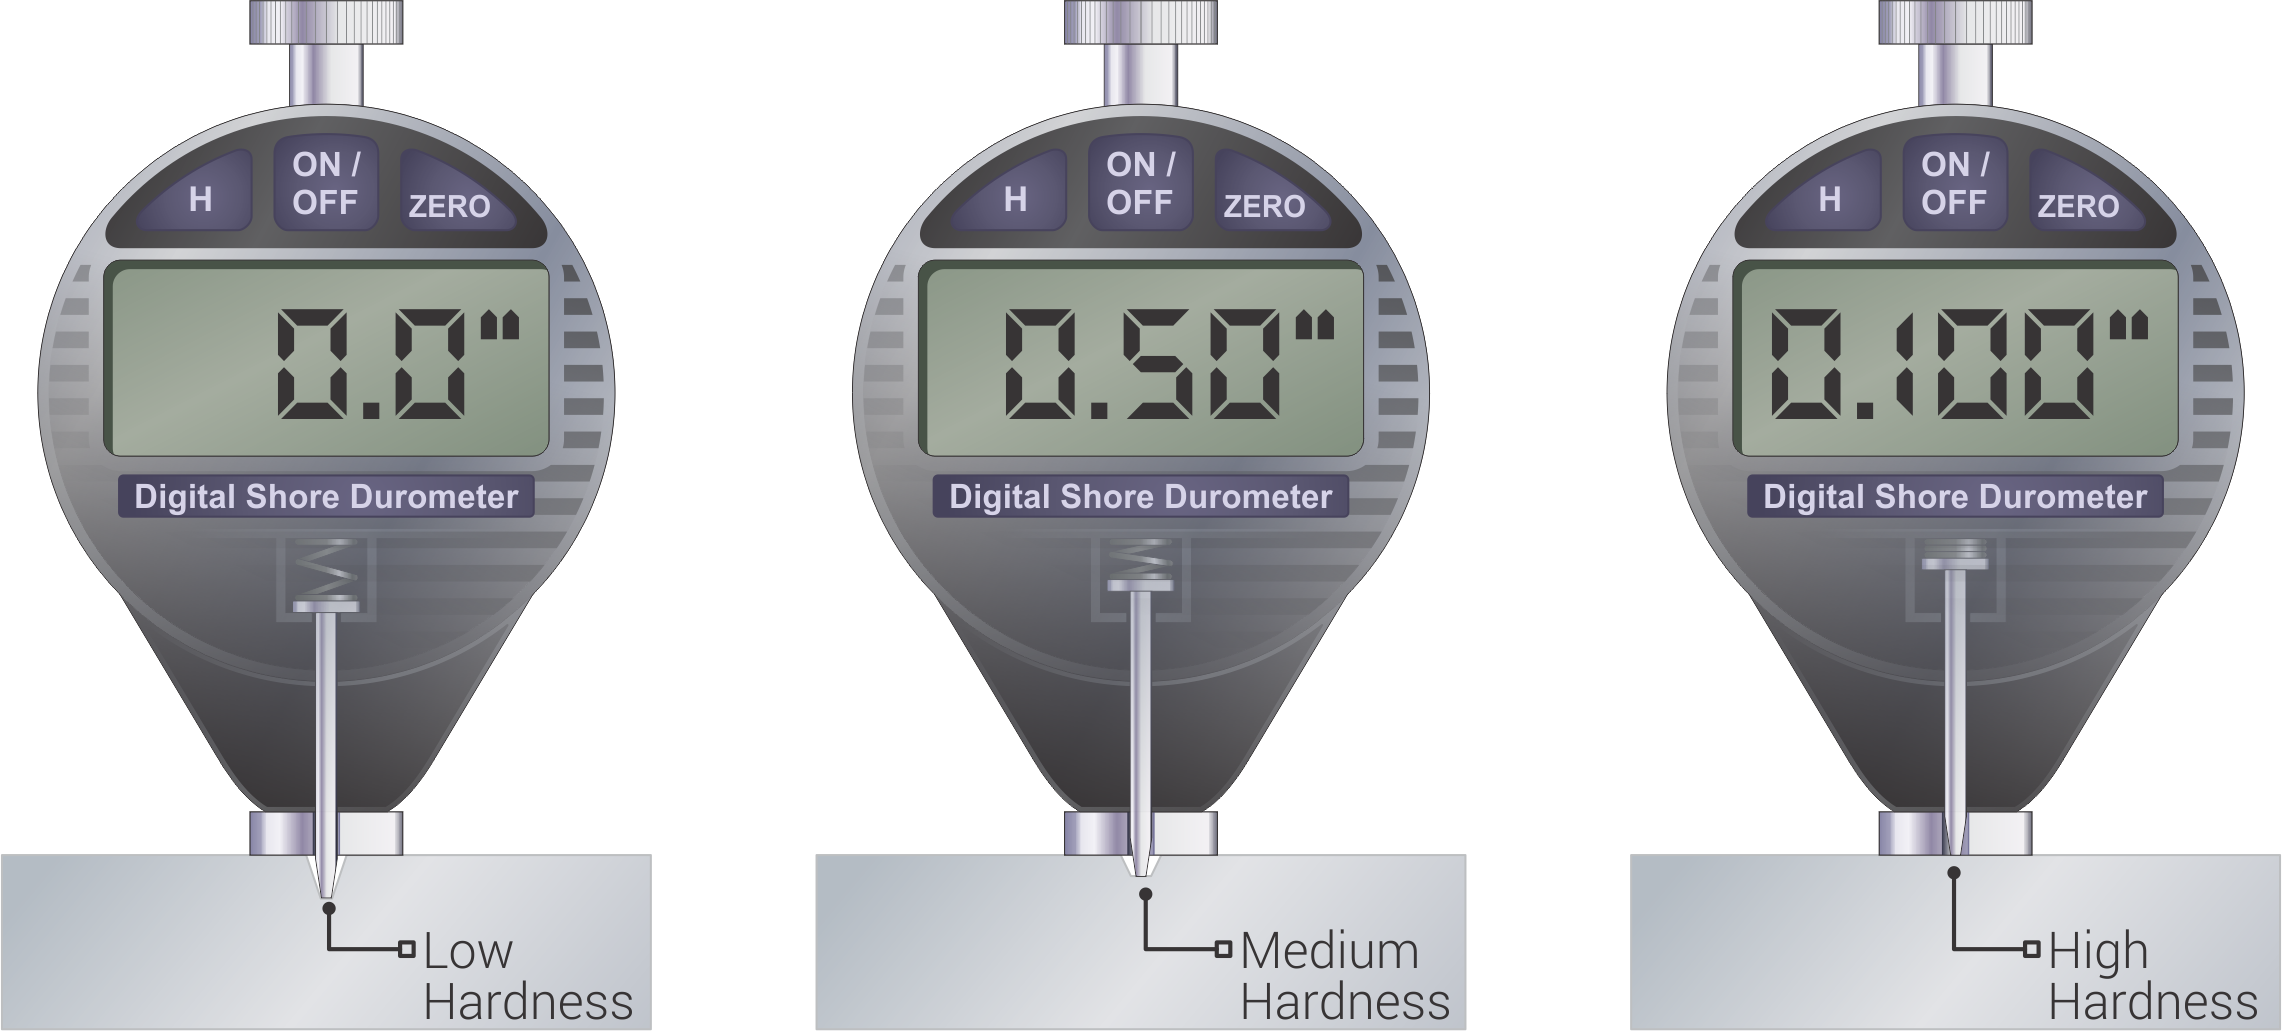 H
ON /
OFF
ZERO
0.0"
Digital Shore Durometer
Low
Hardness
H
ON /
OFF
ZERO
0.50"
Digital Shore Durometer
Medium
Hardness
H
ON /
OFF
ZERO
0.100"
Digital Shore Durometer
High
Hardness